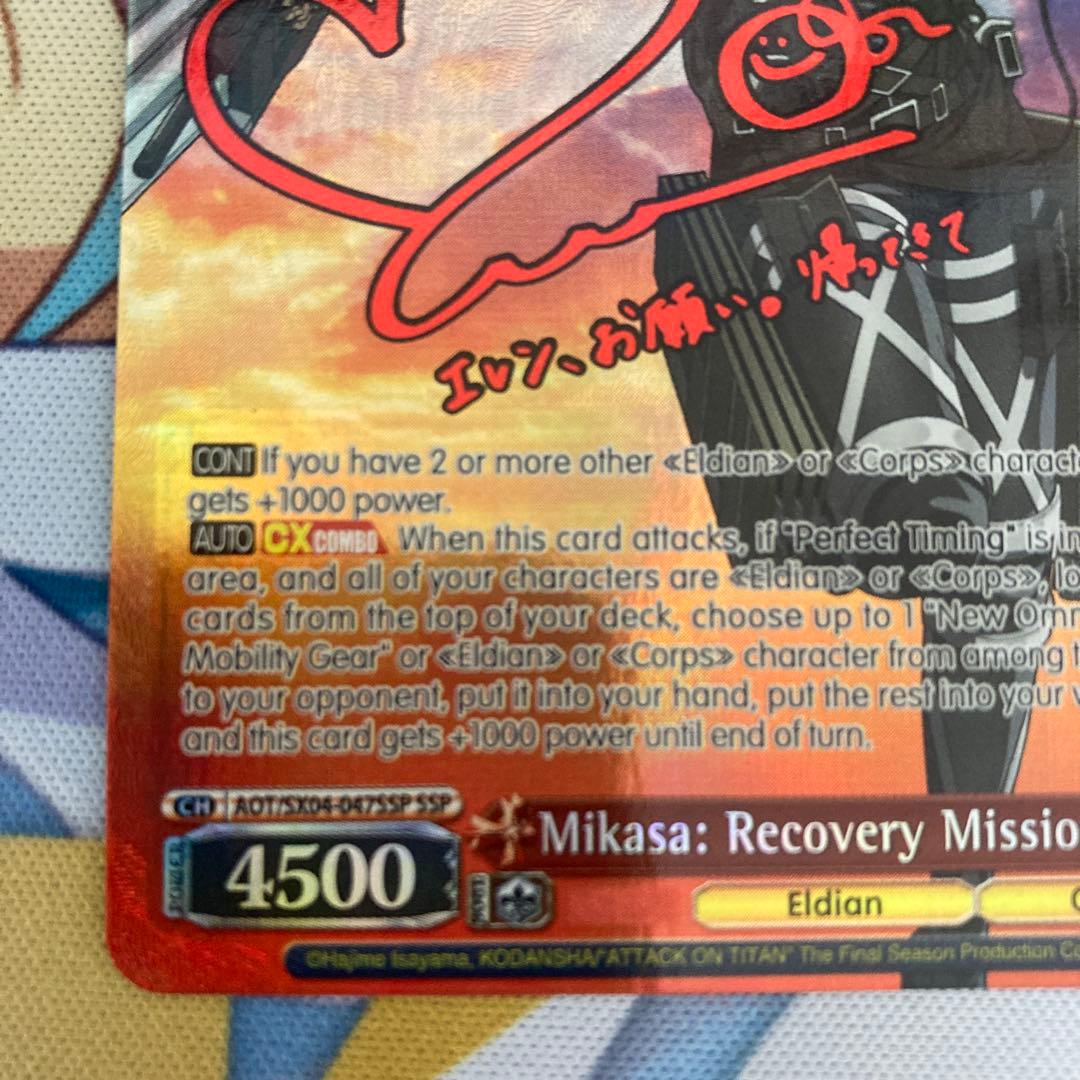 エレン、お願い。帰ってきて
CONT If you have 2 or more other «Eldian» or «Corps»
gets +1000 power.
AUTO CX COMBO When this card attacks, if "Perfect Timing" is in
area, and all of your characters are «Eldian» or «Corps»,
cards from the top of your deck, choose up to 1 "New
Mobility Gear" or «Eldian» or «Corps» character from among
to your opponent, put it into your hand, put the rest into your
and this card gets +1000 power until end of turn.
CH AOT/SX04-047SSP SSP
POWER 4500 Mikasa: Recovery
Eldian
©Hajime Isayama, KODANSHA/"ATTACK ON TITAN" The Final Season Production